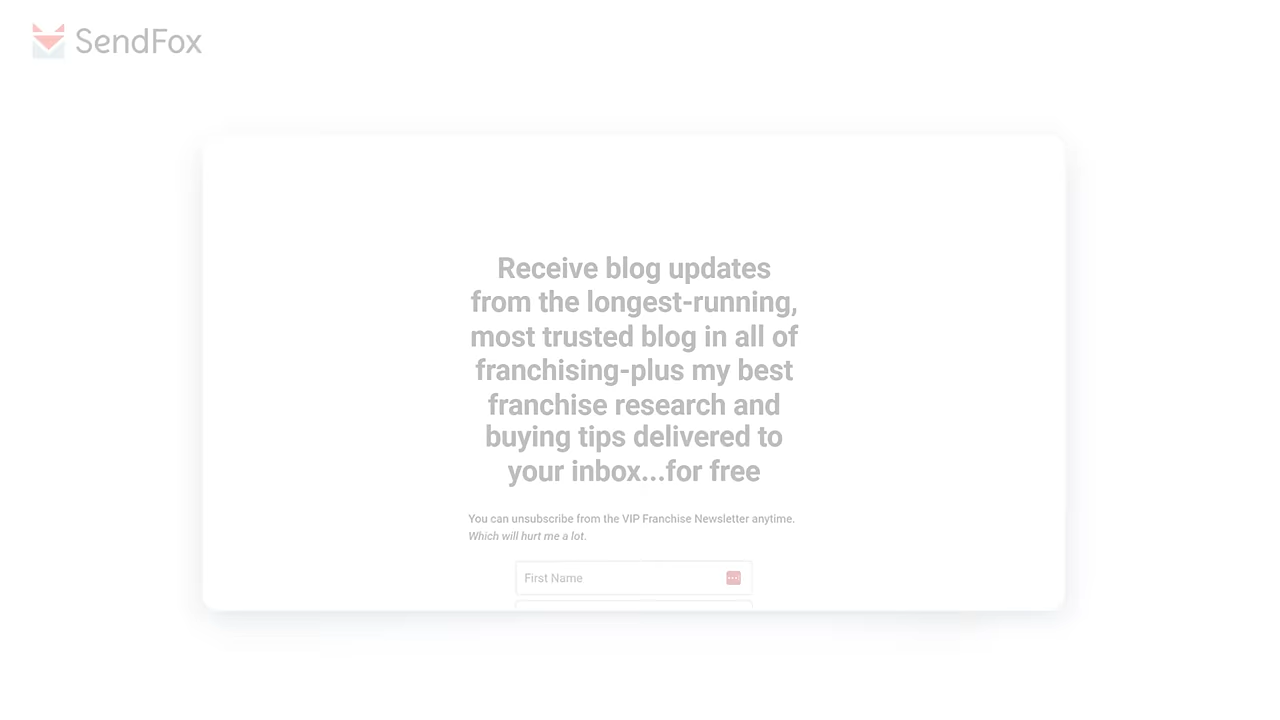 SendFox
Receive blog updates
from the longest-running,
most trusted blog in all of
franchising-plus my best
franchise research and
buying tips delivered to
your inbox...for free
You can unsubscribe from the VIP Franchise Newsletter anytime.
Which will hurt me a lot.
First Name